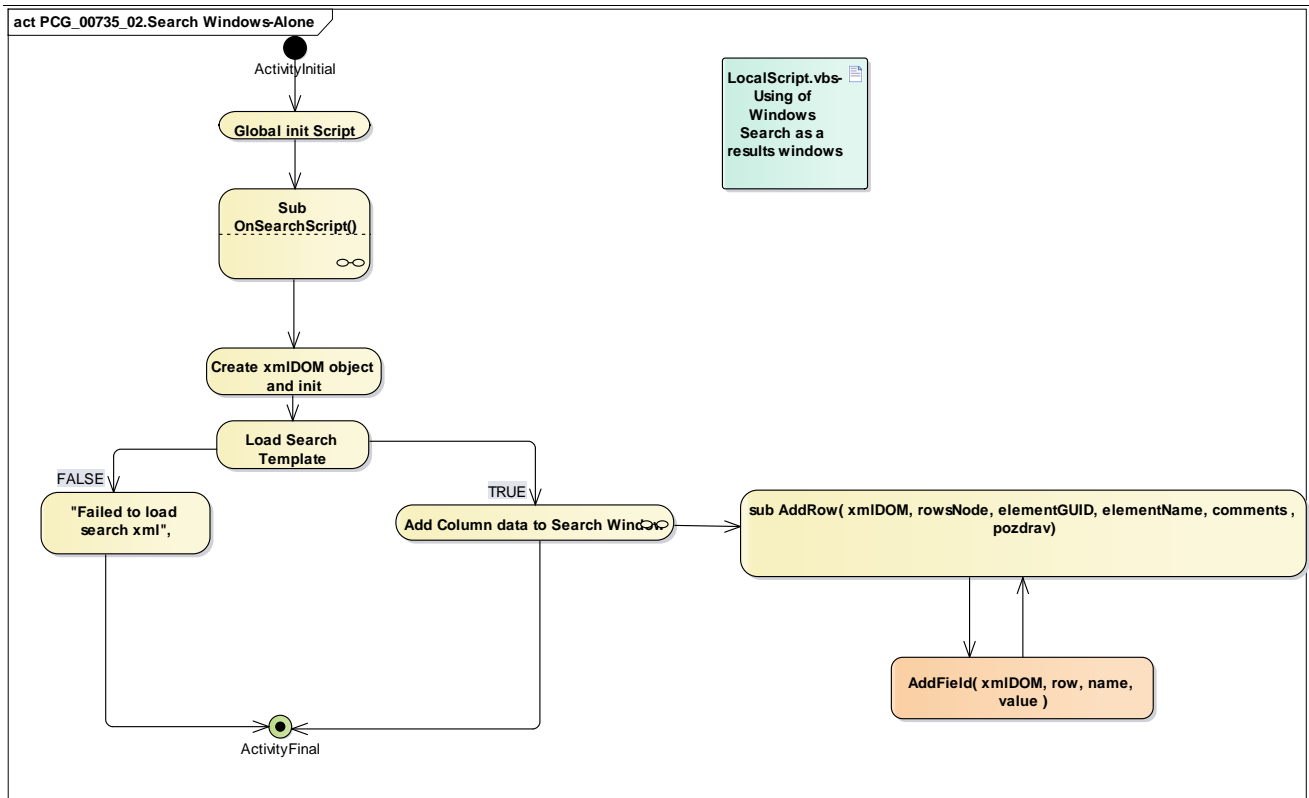 act PCG_00735_02.Search Windows-Alone
ActivityInitial
Global init Script
LocalScript.vbs-
Using of
Windows
Search as a
results windows
Sub
OnSearchScript()
Create xmlDOM object
and init
Load Search
Template
FALSE
TRUE
"Failed to load
search xml",
Add Column data to Search Window
sub AddRow( xmlDOM, rowsNode, elementGUID, elementName, comments ,
pozdrav)
AddField( xmlDOM, row, name,
value )
ActivityFinal